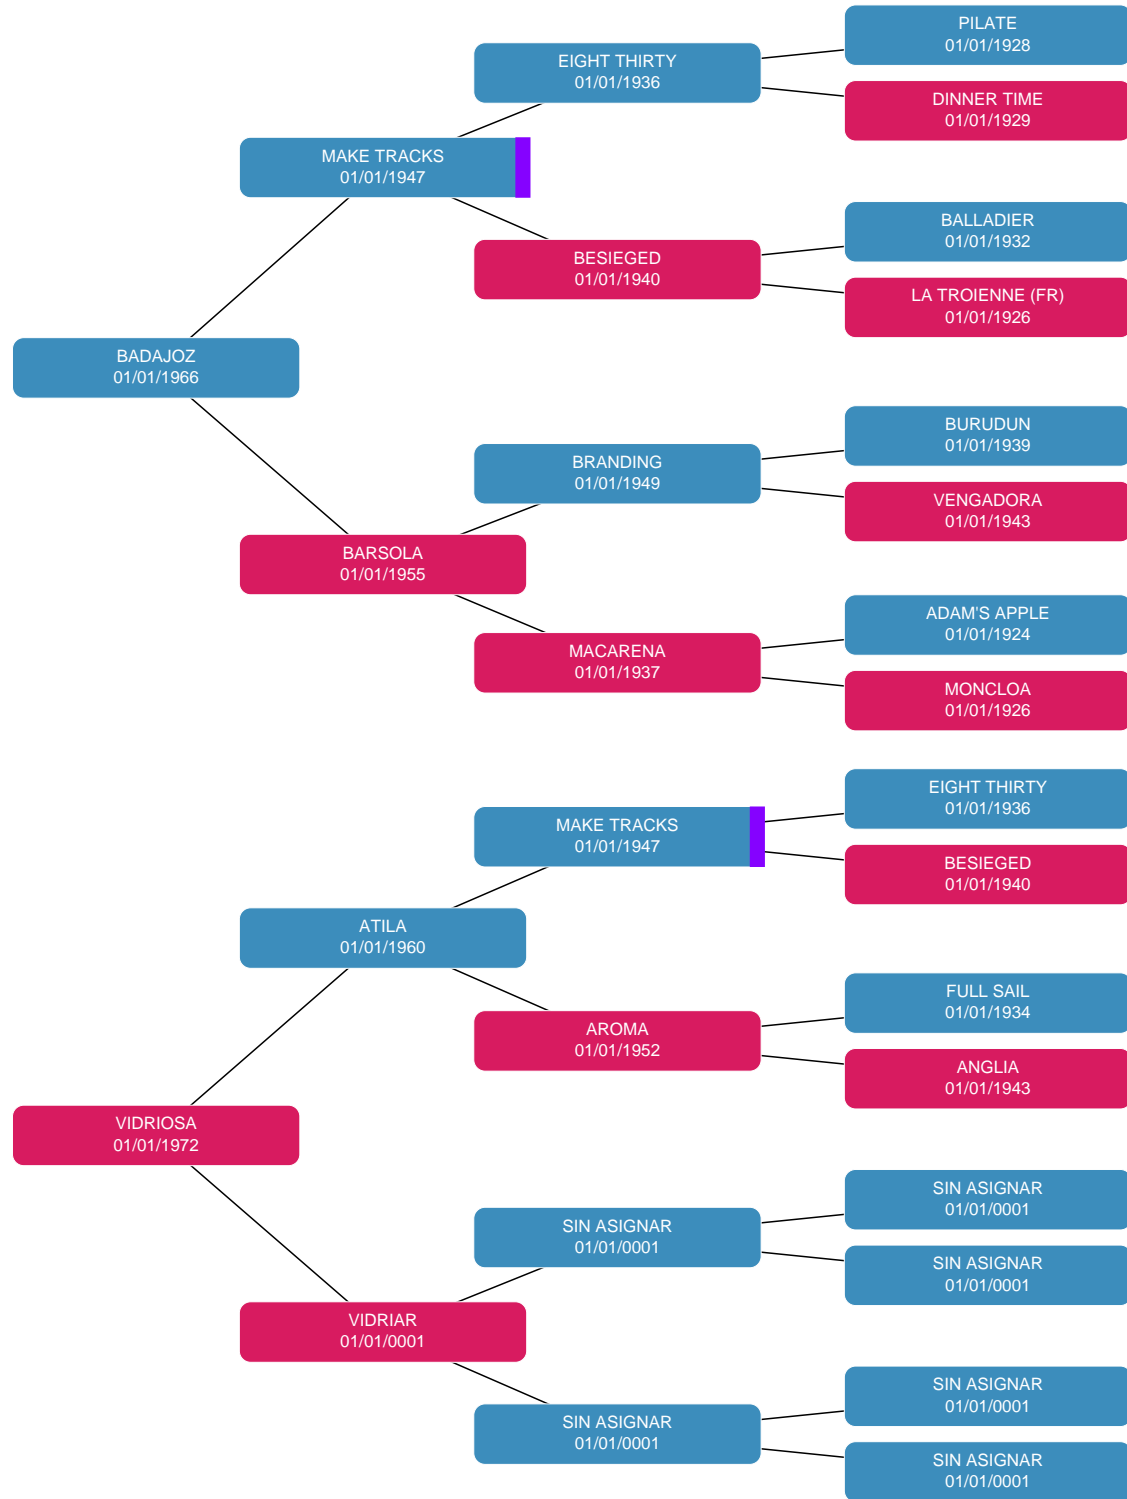 PILATE
01/01/1928
EIGHT THIRTY
01/01/1936
DINNER TIME
01/01/1929
MAKE TRACKS
01/01/1947
BALLADIER
01/01/1932
BESIEGED
01/01/1940
LA TROIENNE (FR)
01/01/1926
BADAJOZ
01/01/1966
BURUDUN
01/01/1939
BRANDING
01/01/1949
VENGADORA
01/01/1943
BARSOLA
01/01/1955
ADAM'S APPLE
01/01/1924
MACARENA
01/01/1937
MONCLOA
01/01/1926
EIGHT THIRTY
01/01/1936
MAKE TRACKS
01/01/1947
BESIEGED
01/01/1940
ATILA
01/01/1960
FULL SAIL
01/01/1934
AROMA
01/01/1952
ANGLIA
01/01/1943
VIDRIOSA
01/01/1972
SIN ASIGNAR
01/01/0001
SIN ASIGNAR
01/01/0001
SIN ASIGNAR
01/01/0001
VIDRIAR
01/01/0001
SIN ASIGNAR
01/01/0001
SIN ASIGNAR
01/01/0001
SIN ASIGNAR
01/01/0001